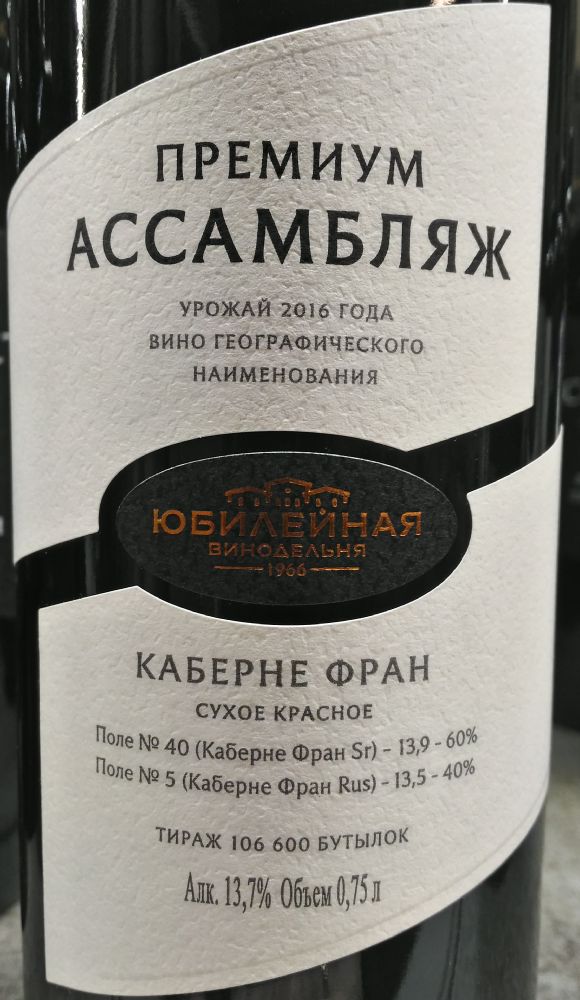 ПРЕМИУМ
АССАМБЛЯЖ
УРОЖАЙ 2016 ГОДА
ВИНО ГЕОГРАФИЧЕСКОГО
НАИМЕНОВАНИЯ
ЮБИЛЕЙНАЯ
ВИНОДЕЛЬНЯ
1966
КАБЕРНЕ ФРАН
СУХОЕ КРАСНОЕ
Поле № 40 (Каберне Фран Sr) – 13,9 - 60%
Поле № 5 (Каберне Фран Rus) – 13,5 - 40%
ТИРАЖ 106 600 БУТЫЛОК
Алк. 13,7% Объем 0,75 л